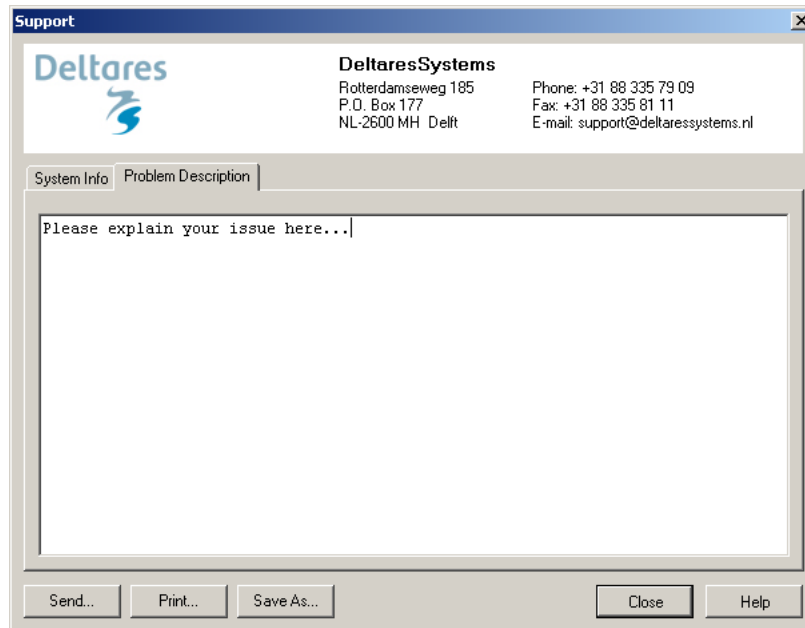 Support
Deltares
DeltaresSystems
Rotterdamseweg 185
P.O. Box 177
NL-2600 MH Delft
Phone: +31 88 335 79 09
Fax: +31 88 335 81 11
E-mail: support@deltaressystems.nl
System Info
Problem Description
Please explain your issue here...
Send...
Print...
Save As...
Close
Help